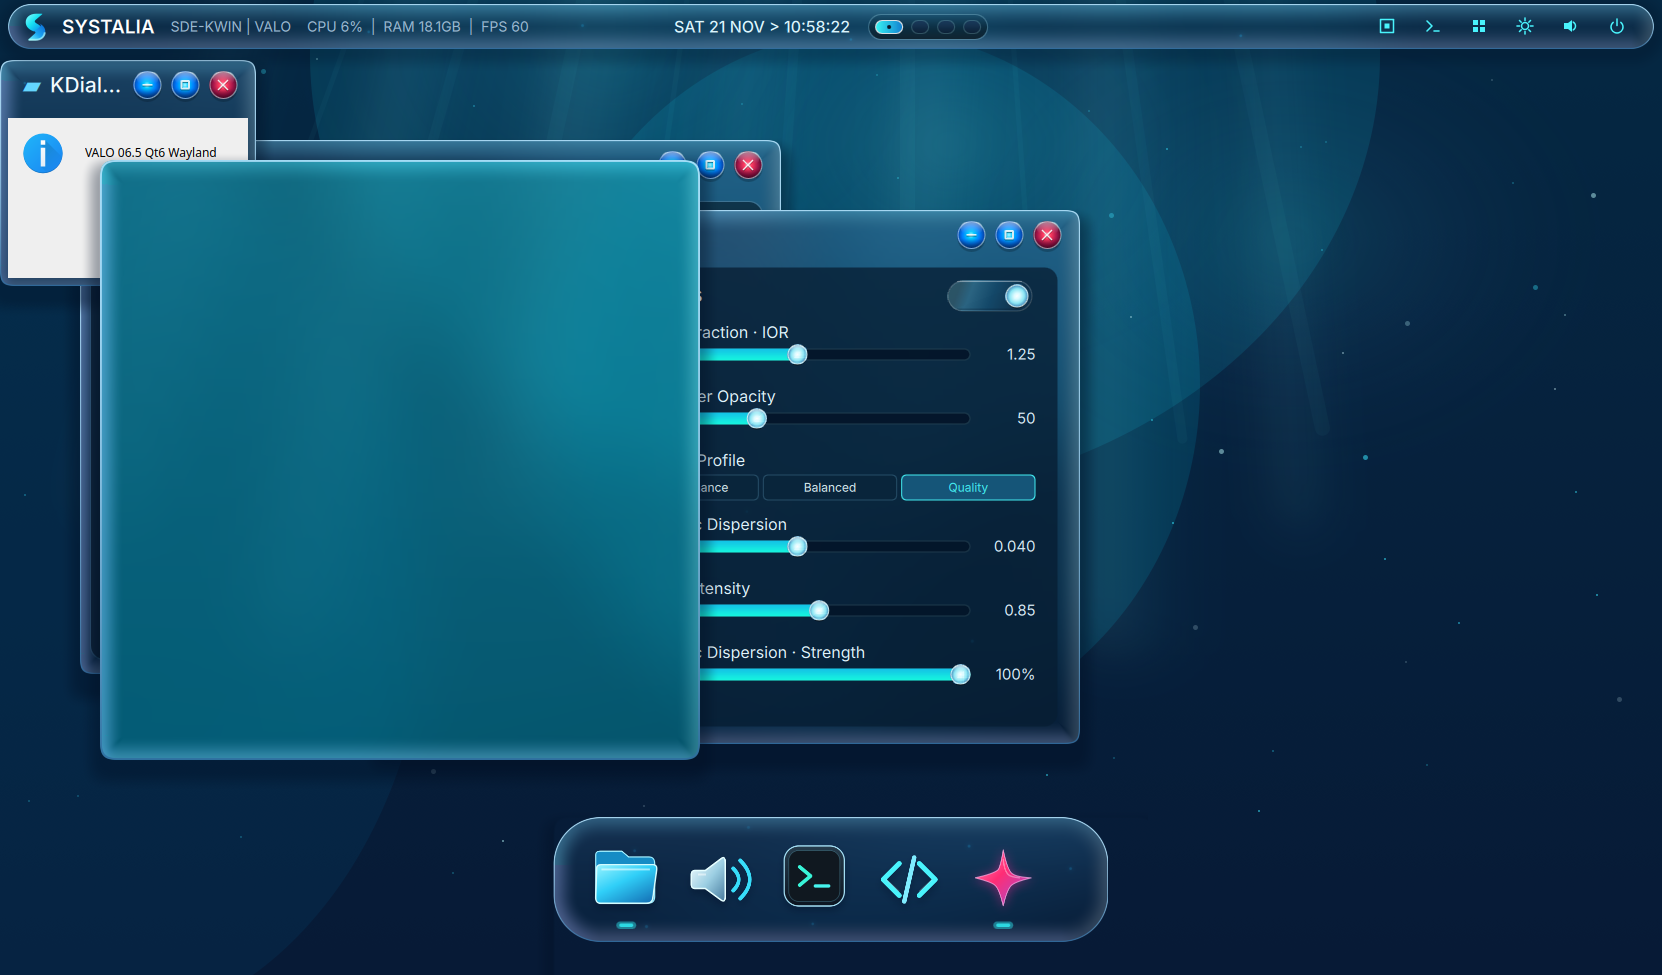 SYSTALIA SDE-KWIN | VALO CPU 6% | RAM 18.1GB | FPS 60 SAT 21 NOV > 10:58:22
KDial...
VALO 06.5 Qt6 Wayland
raction · IOR
1.25
er Opacity
50
Profile
ance Balanced Quality
Dispersion
0.040
tensity
0.85
Dispersion · Strength
100%